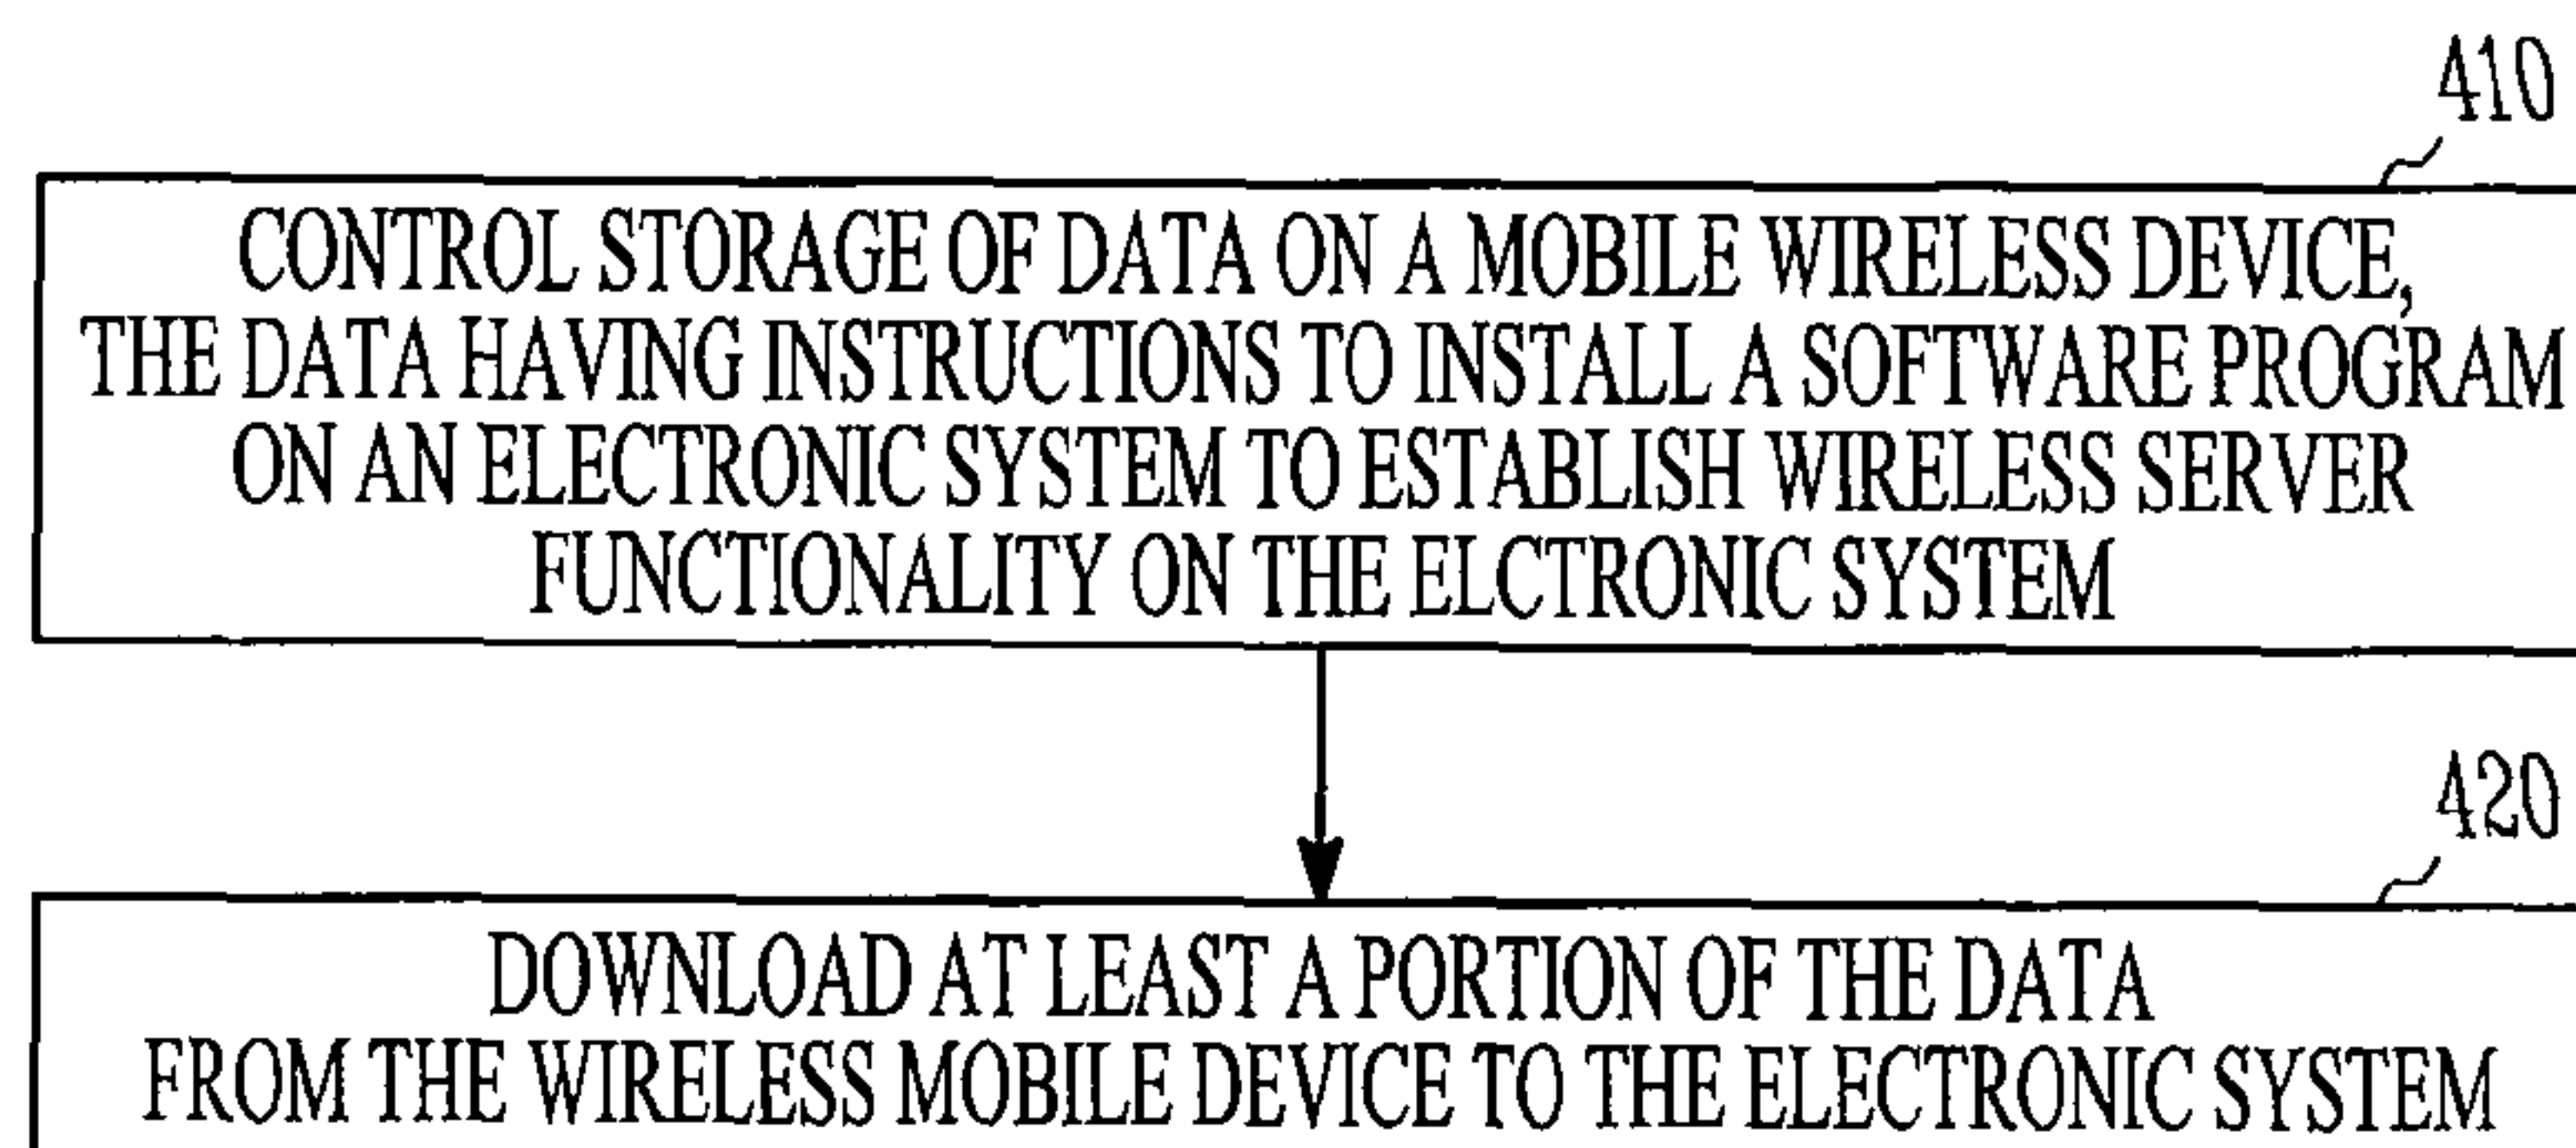 410
CONTROL STORAGE OF DATA ON A MOBILE WIRELESS DEVICE,
THE DATA HAVING INSTRUCTIONS TO INSTALL A SOFTWARE PROGRAM
ON AN ELECTRONIC SYSTEM TO ESTABLISH WIRELESS SERVER
FUNCTIONALITY ON THE ELCTRONIC SYSTEM
420
DOWNLOAD AT LEAST A PORTION OF THE DATA
FROM THE WIRELESS MOBILE DEVICE TO THE ELECTRONIC SYSTEM